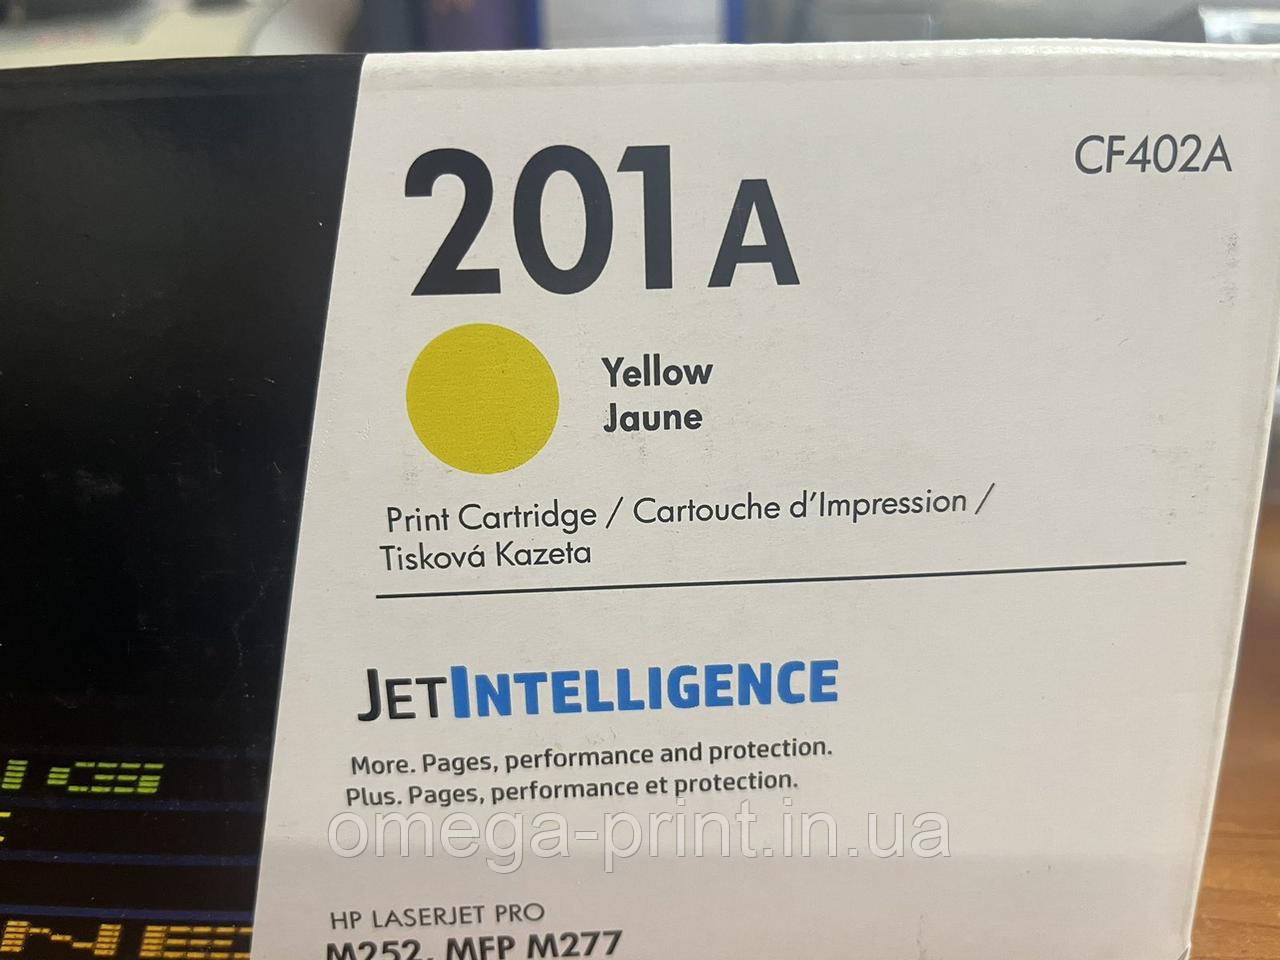 201A
CF402A
Yellow
Jaune
Print Cartridge / Cartouche d'Impression /
Tisková Kazeta
JETINTELLIGENCE
More. Pages, performance and protection.
Plus. Pages, performance et protection.
omega-print.in.ua
HP LASERJET PRO
M252, MFP M277